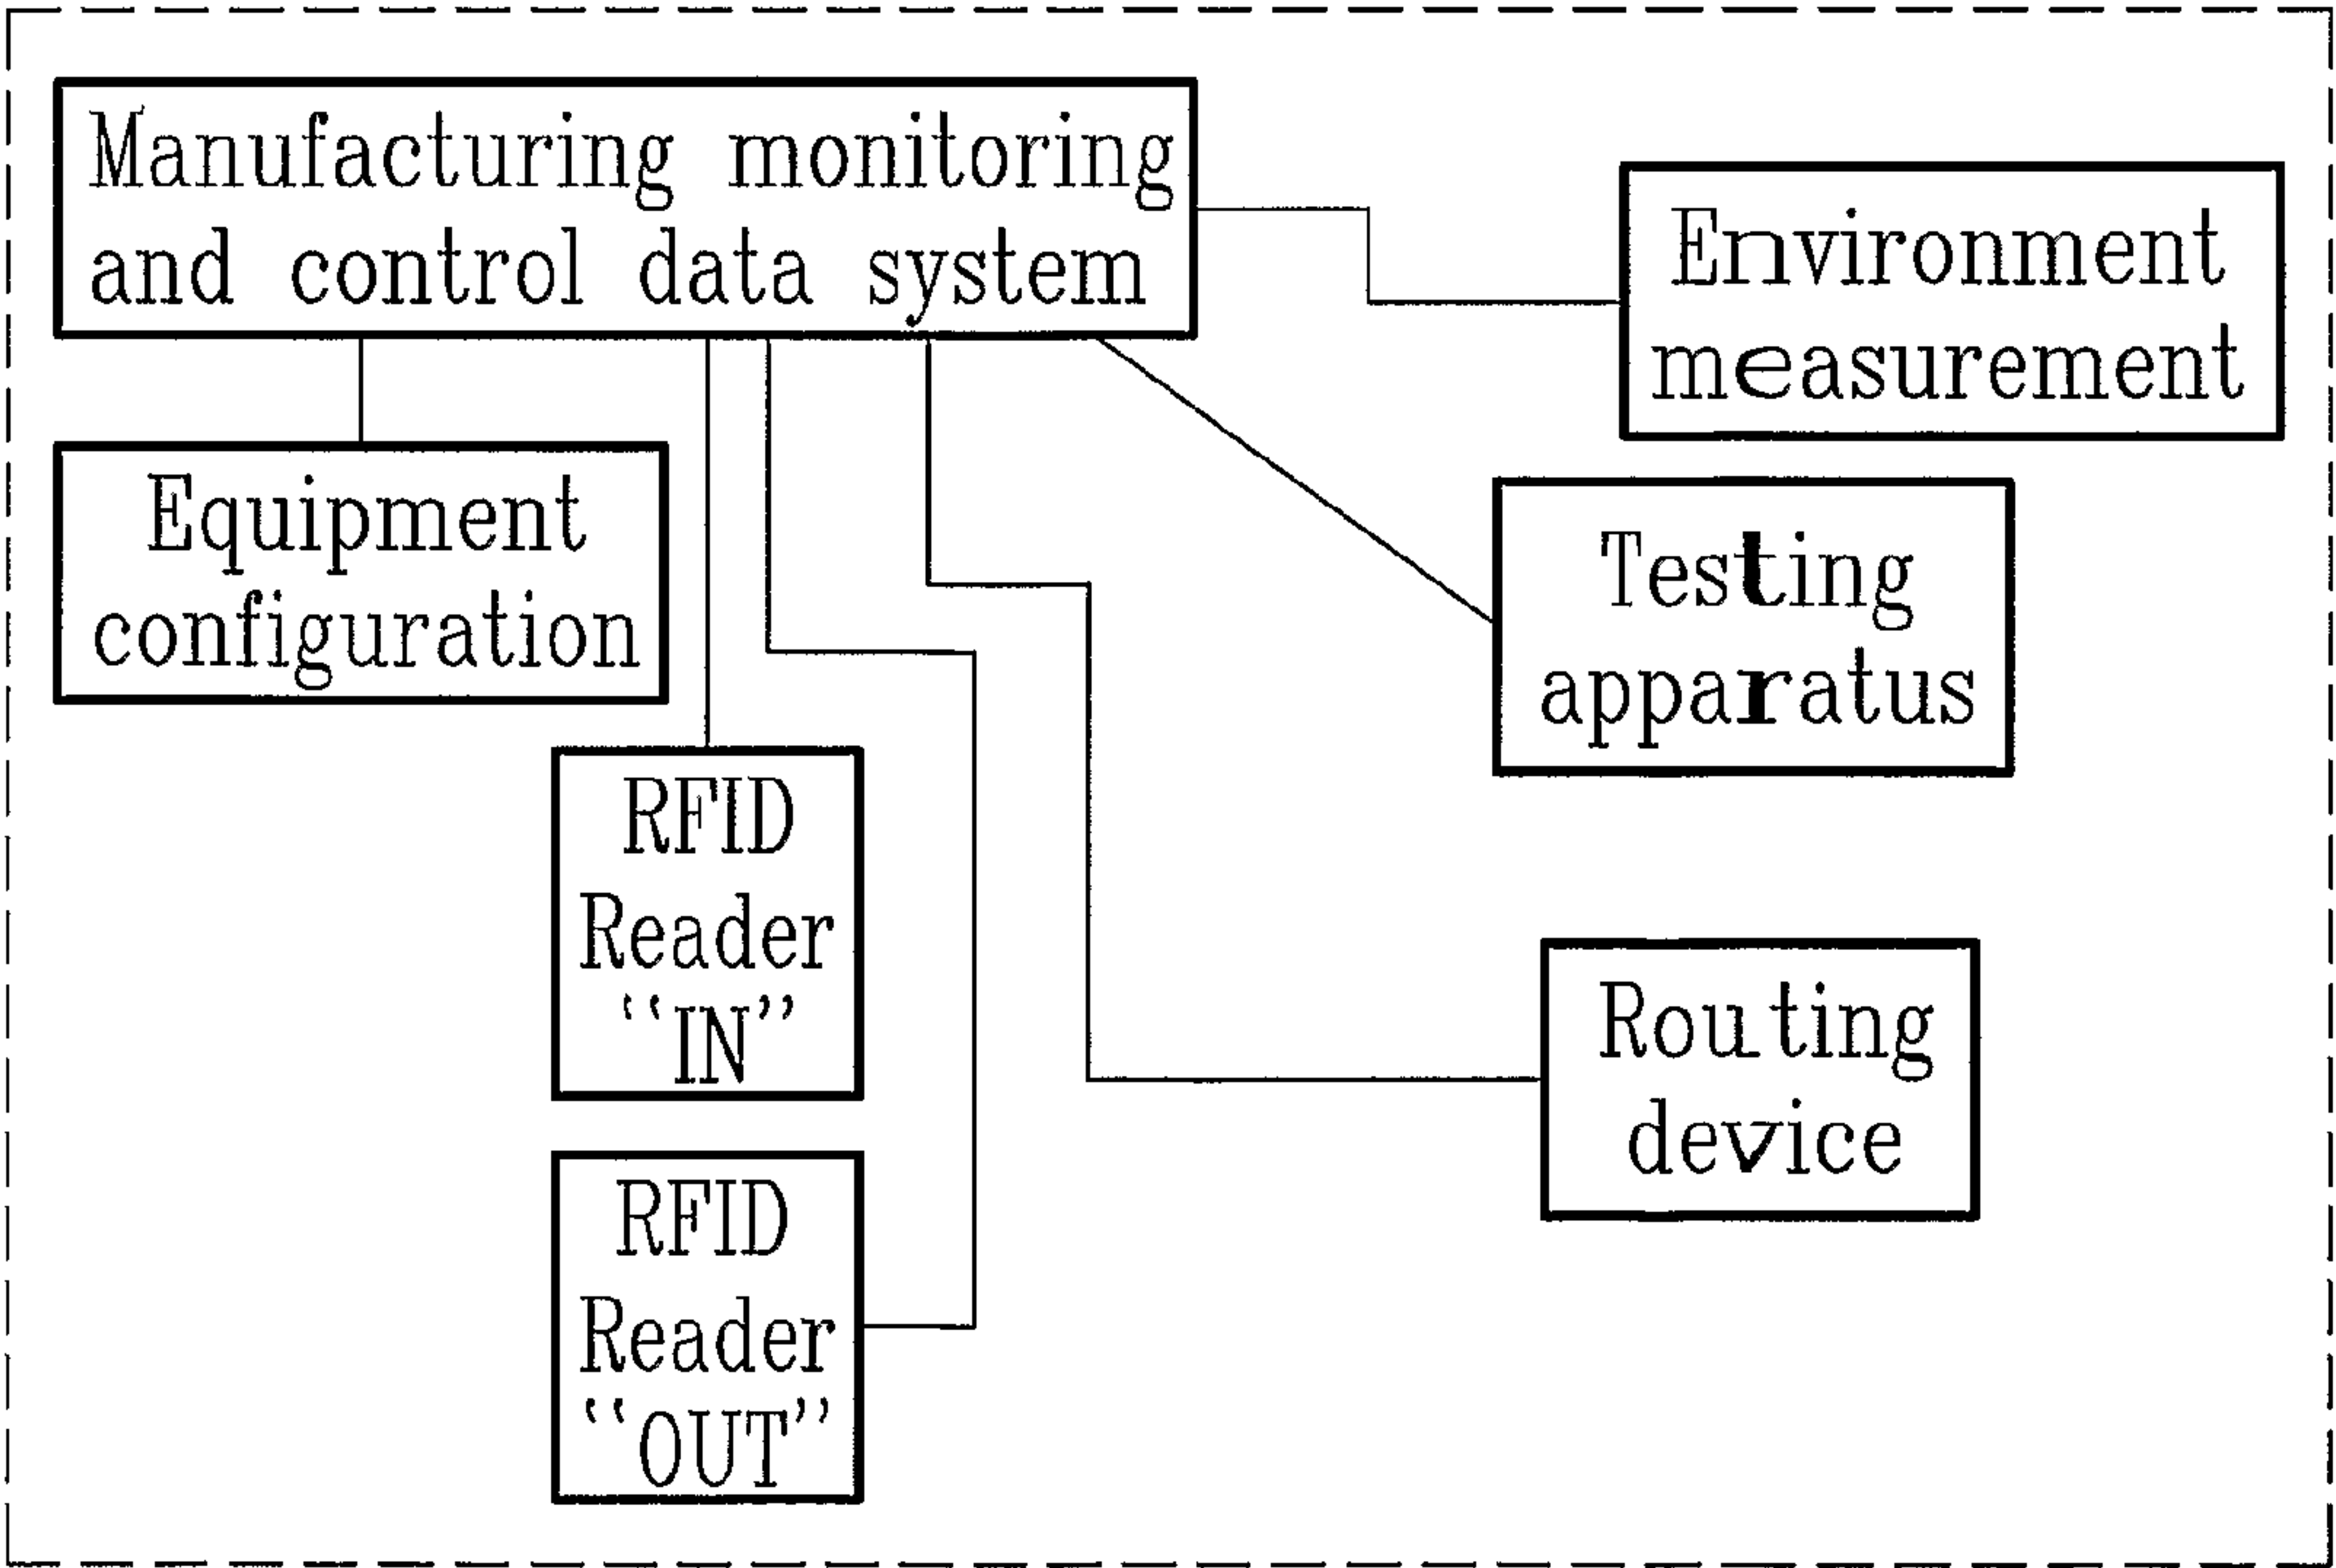 Manufacturing monitoring
and control data system
Environment
measurement
Equipment
configuration
Testing
apparatus
RFID
Reader
“IN”
Routing
device
RFID
Reader
“OUT”